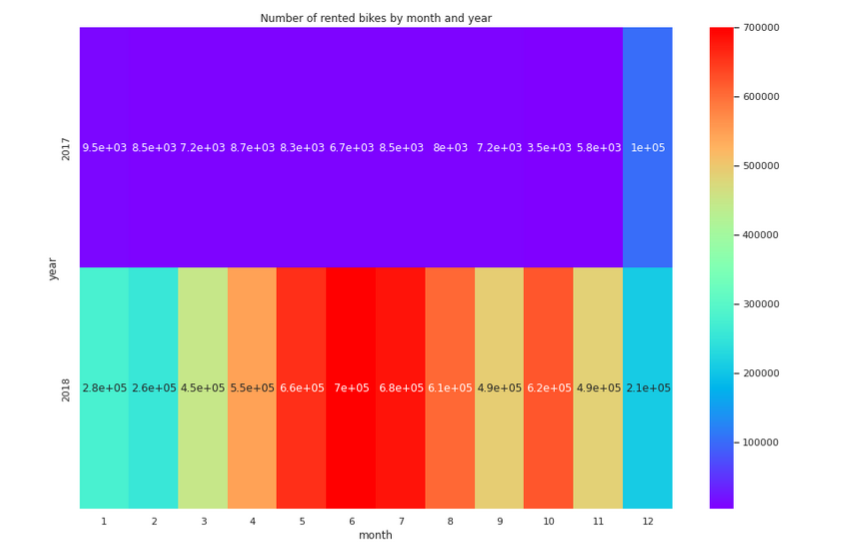 Number of rented bikes by month and year
700000
600000
500000
400000
300000
200000
100000
2017
9.5e+03 8.5e+03 7.2e+03 8.7e+03 8.3e+03 6.7e+03 8.5e+03 8e+03 7.2e+03 3.5e+03 5.8e+03 1e+05
year
2018
2.8e+05 2.6e+05 4.5e+05 5.5e+05 6.6e+05 7e+05 6.8e+05 6.1e+05 4.9e+05 6.2e+05 4.9e+05 2.1e+05
1 2 3 4 5 6 7 8 9 10 11 12
month